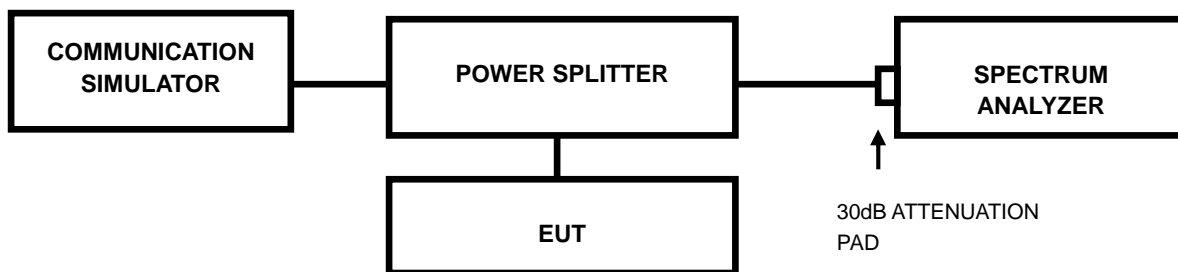 COMMUNICATION
SIMULATOR
POWER SPLITTER
SPECTRUM
ANALYZER
EUT
30dB ATTENUATION
PAD